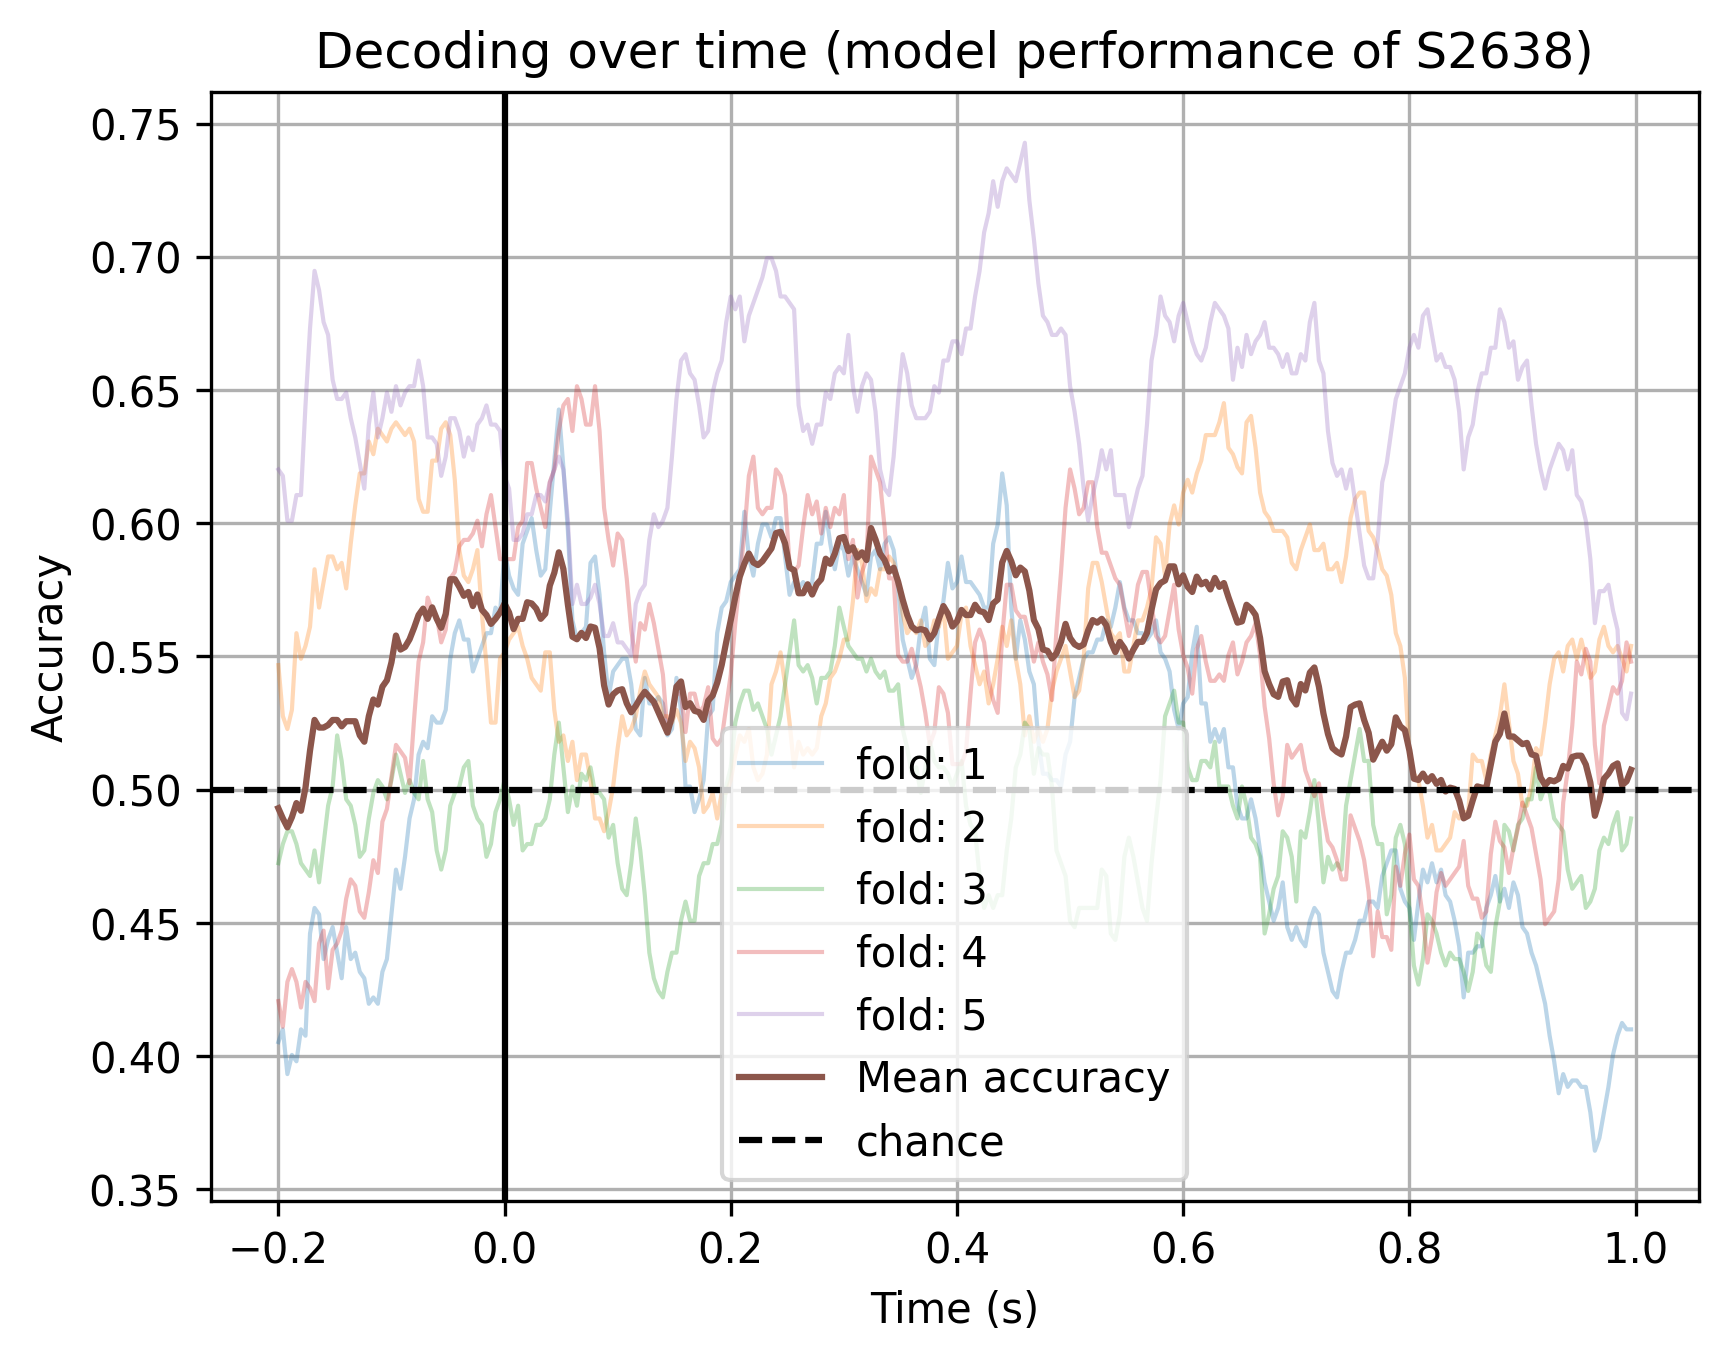 Decoding over time (model performance of S2638)
Accuracy
0.75
0.70
0.65
0.60
0.55
0.50
0.45
0.40
0.35
fold: 1
fold: 2
fold: 3
fold: 4
fold: 5
Mean accuracy
chance
−0.2 0.0 0.2 0.4 0.6 0.8 1.0
Time (s)